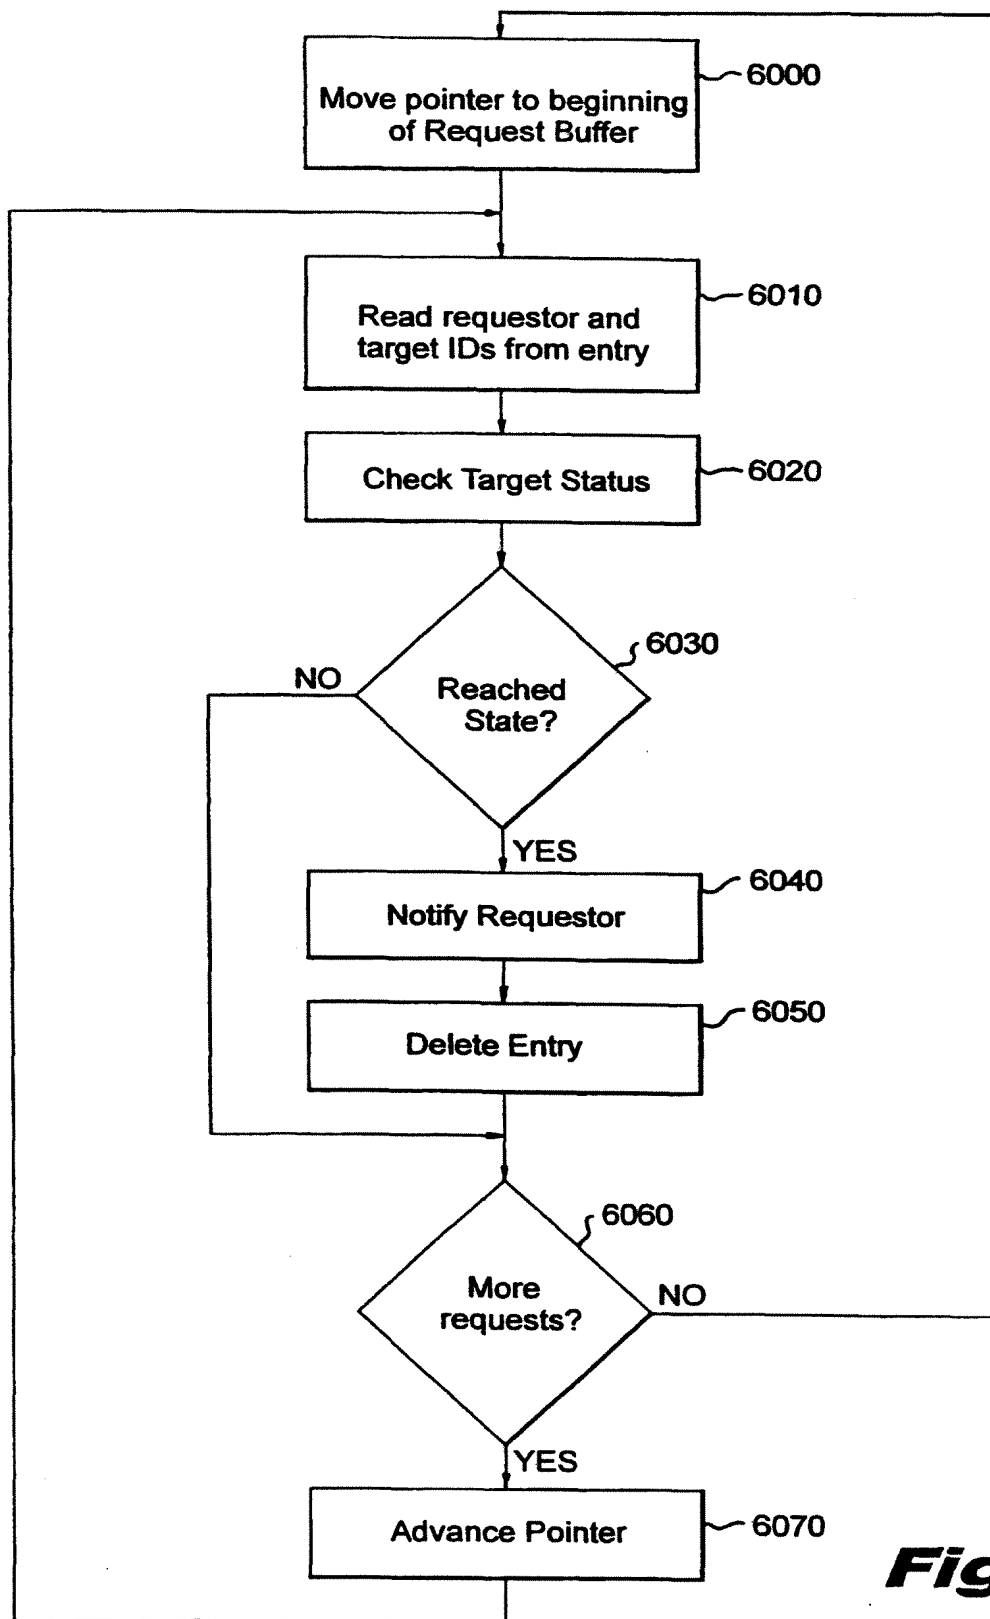 6000
Move pointer to beginning
of Request Buffer
6010
Read requestor and
target IDs from entry
6020
Check Target Status
6030
NO
Reached
State?
YES
6040
Notify Requestor
6050
Delete Entry
6060
More
requests?
NO
YES
6070
Advance Pointer
Fig